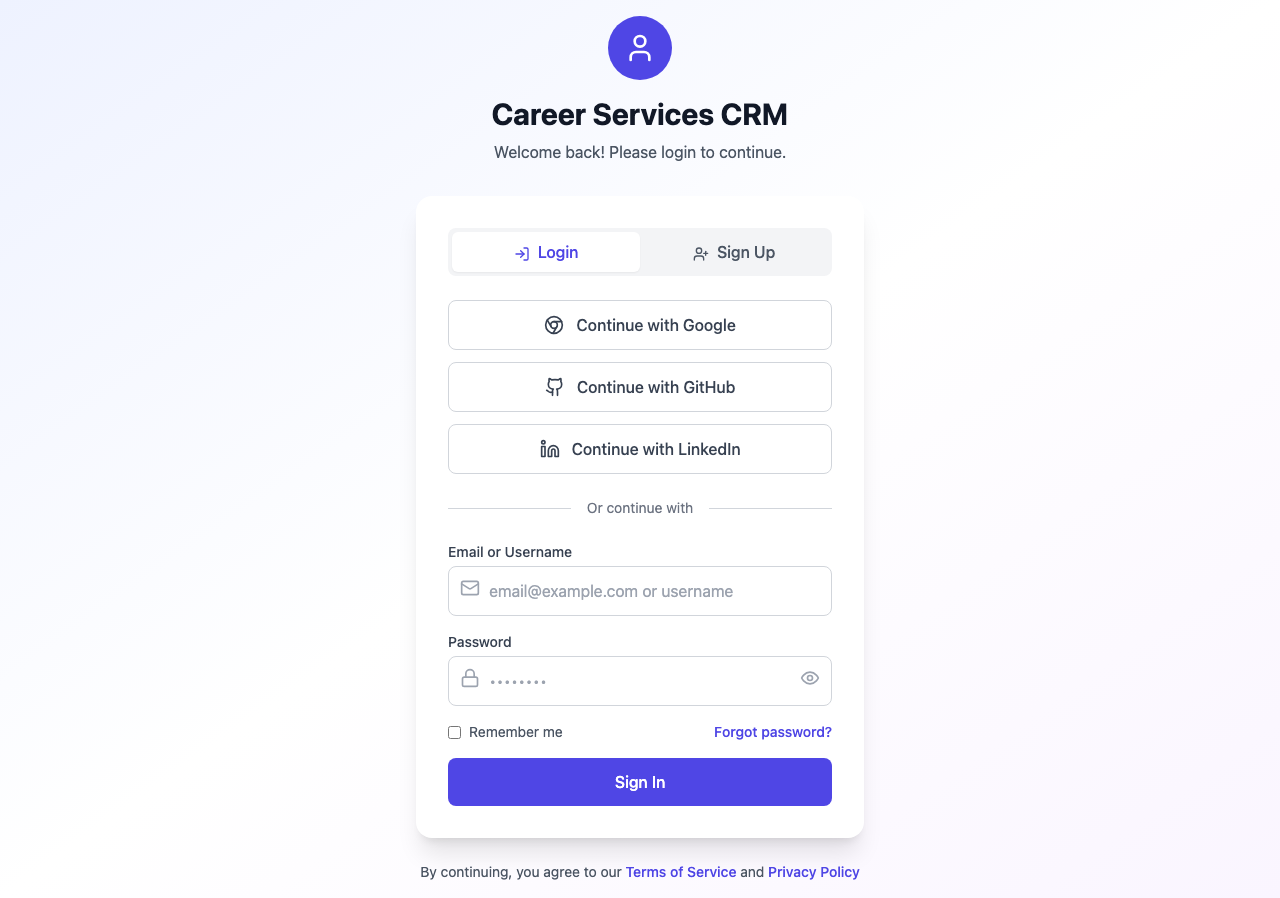 Career Services CRM
Welcome back! Please login to continue.
Login
Sign Up
Continue with Google
Continue with GitHub
Continue with LinkedIn
Or continue with
Email or Username
email@example.com or username
Password
••••••••
Remember me
Forgot password?
Sign In
By continuing, you agree to our Terms of Service and Privacy Policy